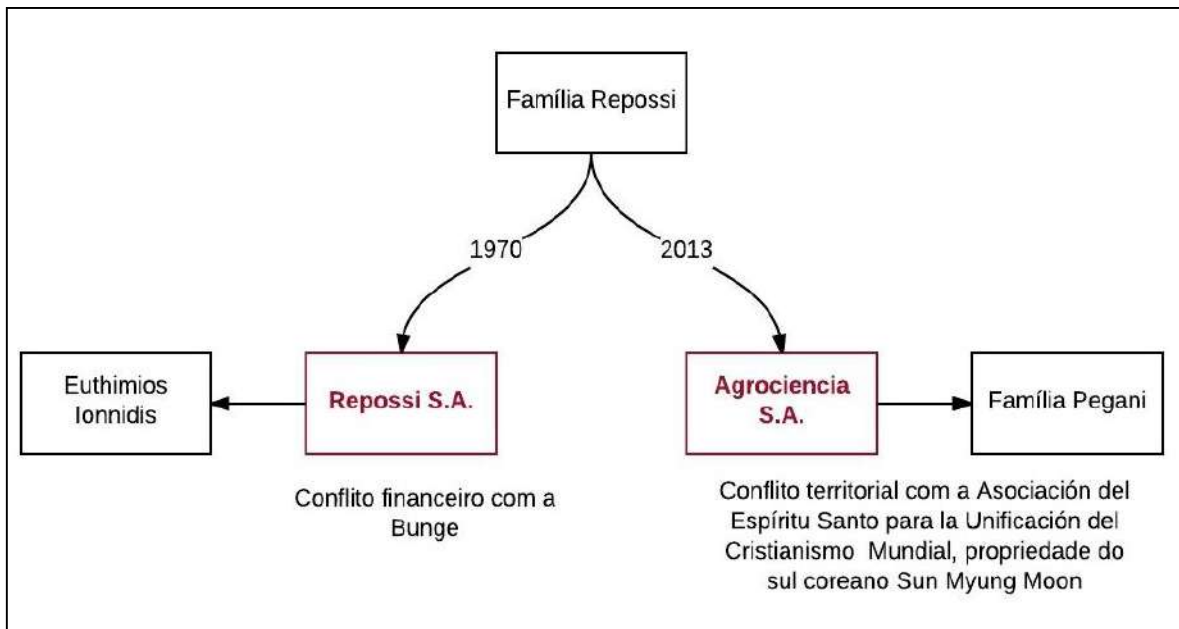 Família Repossi
1970
2013
Euthimios
Ionnidis
Repossi S.A.
Agrociencia
S.A.
Família Pegani
Conflito financeiro com a
Bunge
Conflito territorial com a Asociación del
Espíritu Santo para la Unificación del
Cristianismo Mundial, propriedade do
sul coreano Sun Myung Moon